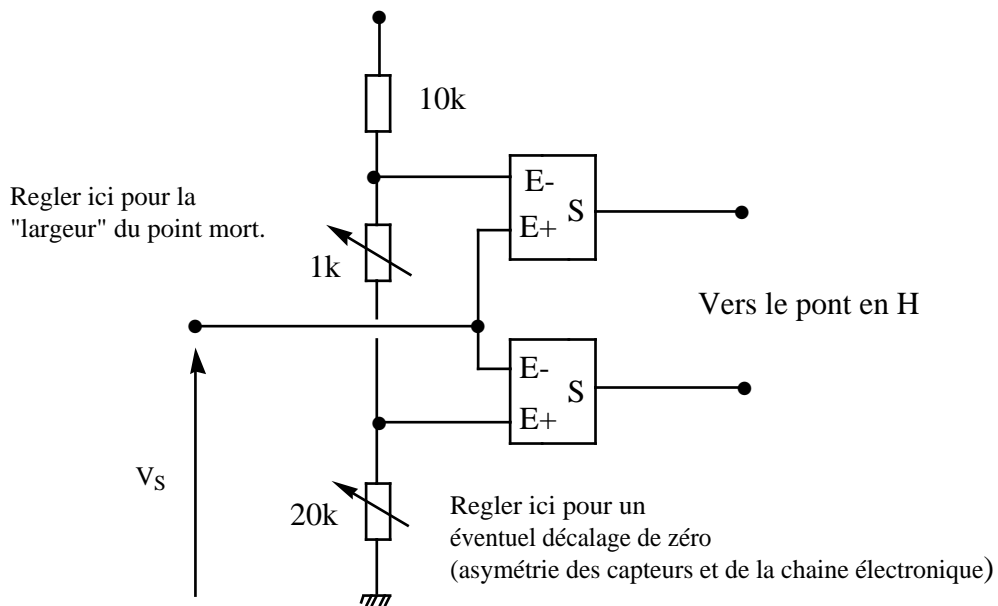 10k
Regler ici pour la
"largeur" du point mort.
E-
E+
S
1k
Vers le pont en H
E-
E+
S
VS
20k
Regler ici pour un
éventuel décalage de zéro
(asymétrie des capteurs et de la chaine électronique)